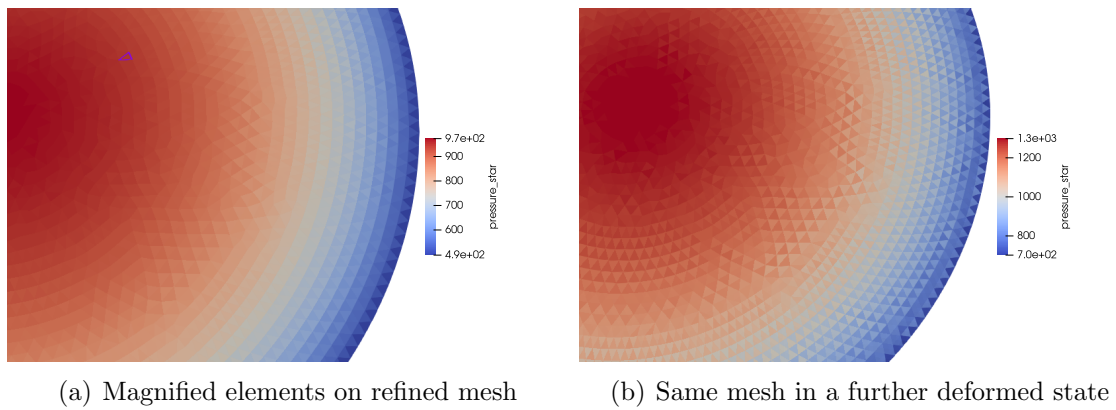 9.7e+02
900
800
700
600
4.9e+02
pressure_star
1.3e+03
1200
1000
800
7.0e+02
pressure_star
(a) Magnified elements on refined mesh
(b) Same mesh in a further deformed state